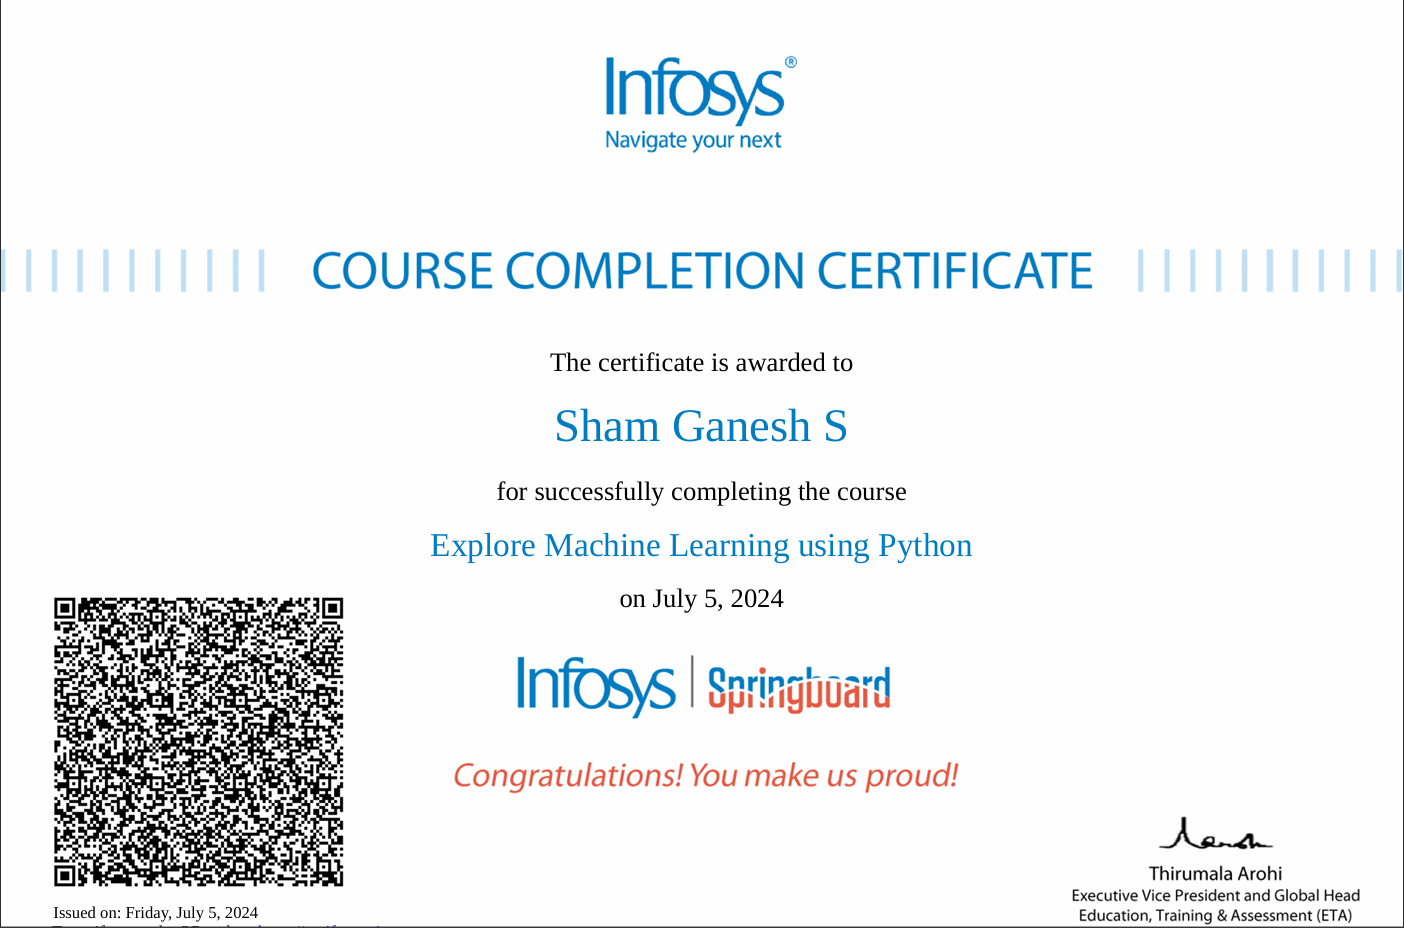 Infosys®
Navigate your next
COURSE COMPLETION CERTIFICATE
The certificate is awarded to
Sham Ganesh S
for successfully completing the course
Explore Machine Learning using Python
on July 5, 2024
Infosys | Springboard
Congratulations! You make us proud!
Thirumala Arohi
Executive Vice President and Global Head
Education, Training & Assessment (ETA)
Issued on: Friday, July 5, 2024